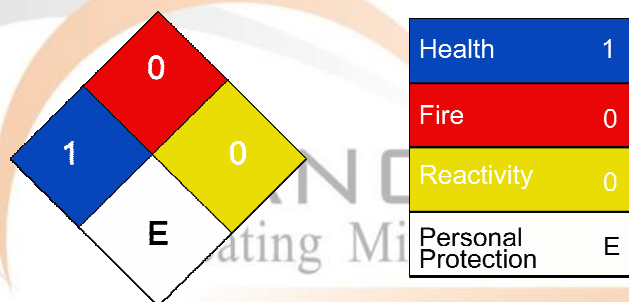 0
1
0
E
Health 1
Fire 0
Reactivity 0
Personal
Protection E